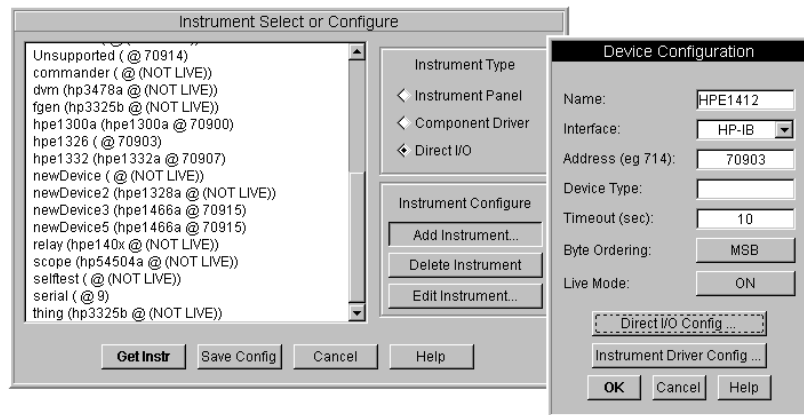 Instrument Select or Configure
Unsupported ( @ 70914)
commander ( @ (NOT LIVE))
dvm (hp3478a @ (NOT LIVE))
fgen (hp3325b @ (NOT LIVE))
hpe1300a (hpe1300a @ 70900)
hpe1326 ( @ 70903)
hpe1332 (hpe1332a @ 70907)
newDevice ( @ (NOT LIVE))
newDevice2 (hpe1328a @ (NOT LIVE))
newDevice3 (hpe1466a @ 70915)
newDevice5 (hpe1466a @ 70915)
relay (hpe140x @ (NOT LIVE))
scope (hp54504a @ (NOT LIVE))
selftest ( @ (NOT LIVE))
serial ( @ 9)
thing (hp3325b @ (NOT LIVE))
Instrument Type
Instrument Panel
Component Driver
Direct I/O
Instrument Configure
Add Instrument...
Delete Instrument
Edit Instrument...
Get Instr
Save Config
Cancel
Help
Device Configuration
Name: HPE1412
Interface: HP-IB
Address (eg 714): 70903
Device Type:
Timeout (sec): 10
Byte Ordering: MSB
Live Mode: ON
Direct I/O Config ...
Instrument Driver Config ...
OK
Cancel
Help